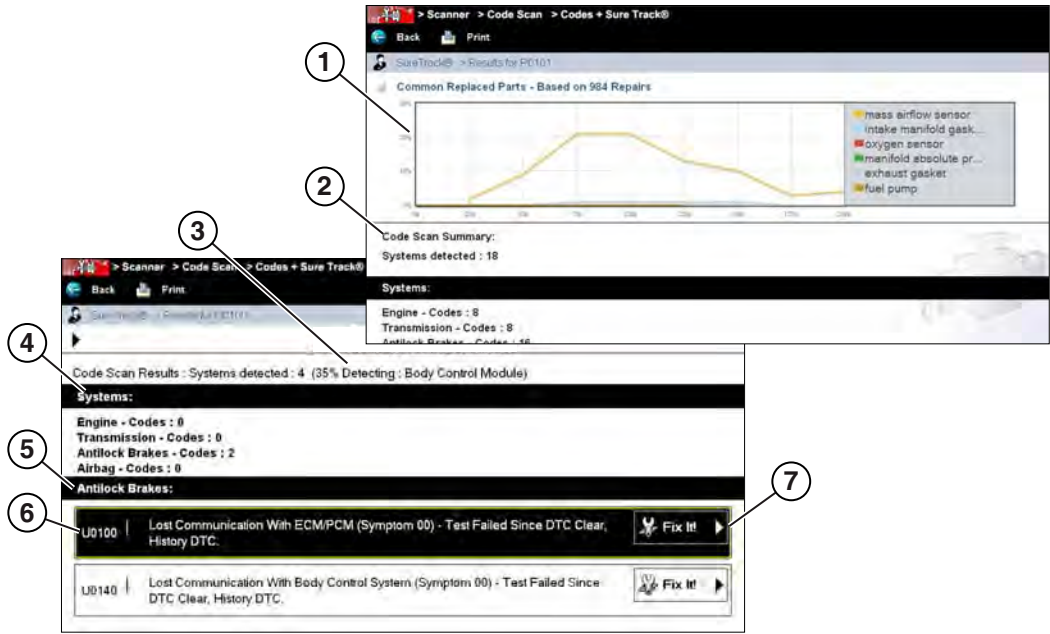 > Scanner > Code Scan > Codes + Sure Track®
Back Print
SureTrack® > Results for P0101
Common Replaced Parts - Based on 984 Repairs
mass airflow sensor
intake manifold gask...
oxygen sensor
manifold absolute pr...
exhaust gasket
fuel pump
Code Scan Summary:
Systems detected : 18
Systems:
Engine - Codes : 8
Transmission - Codes : 8
Antilock Brakes - Codes : 16
1
2
3
4
5
6
7
> Scanner > Code Scan > Codes + Sure Track®
Back Print
Code Scan Results : Systems detected : 4 (35% Detecting : Body Control Module)
Systems:
Engine - Codes : 0
Transmission - Codes : 0
Antilock Brakes - Codes : 2
Airbag - Codes : 0
Antilock Brakes:
U0100 Lost Communication With ECM/PCM (Symptom 00) - Test Failed Since DTC Clear, Fix It!
History DTC.
U0140 Lost Communication With Body Control System (Symptom 00) - Test Failed Since Fix It!
DTC Clear, History DTC.